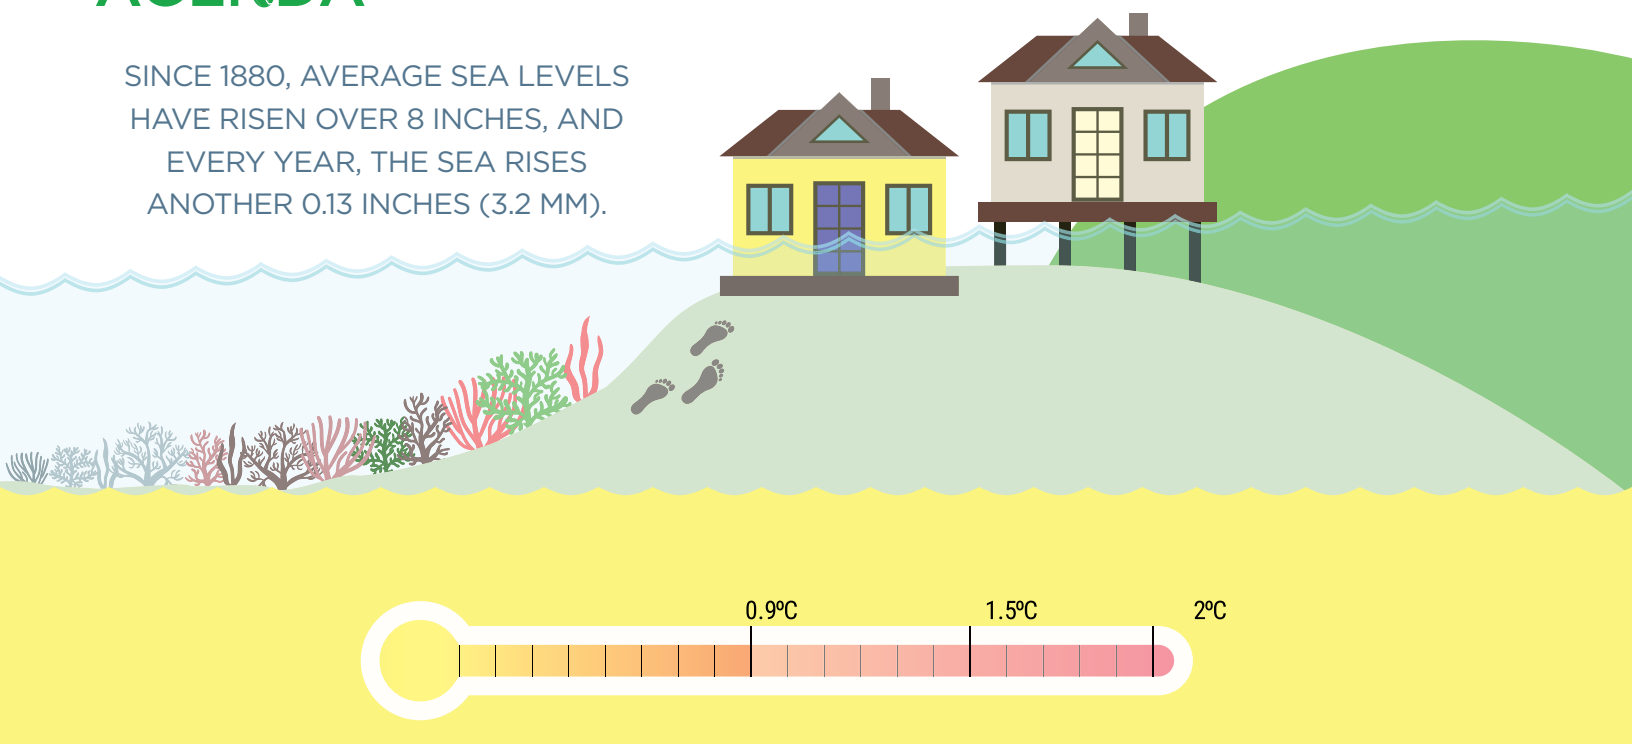 SINCE 1880, AVERAGE SEA LEVELS
HAVE RISEN OVER 8 INCHES, AND
EVERY YEAR, THE SEA RISES
ANOTHER 0.13 INCHES (3.2 MM).
0.9ºC 1.5ºC 2ºC